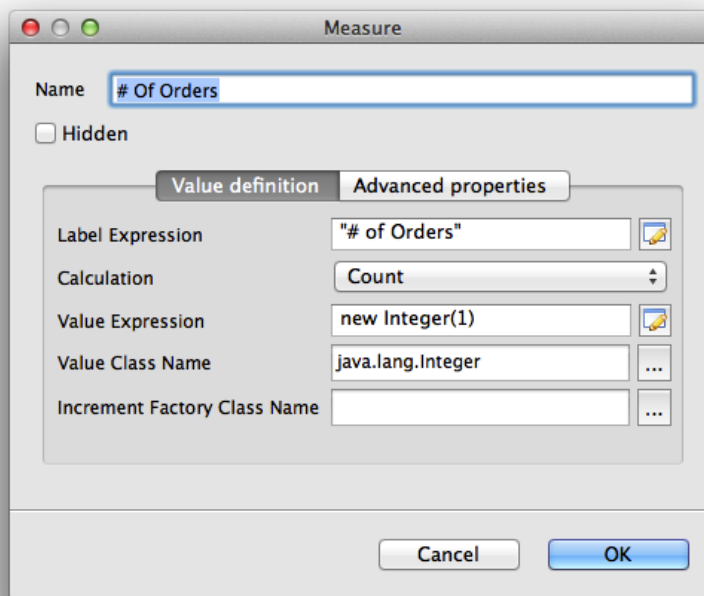 Measure
Name # Of Orders
Hidden
Value definition Advanced properties
Label Expression "# of Orders"
Calculation Count
Value Expression new Integer(1)
Value Class Name java.lang.Integer ...
Increment Factory Class Name ...
Cancel OK